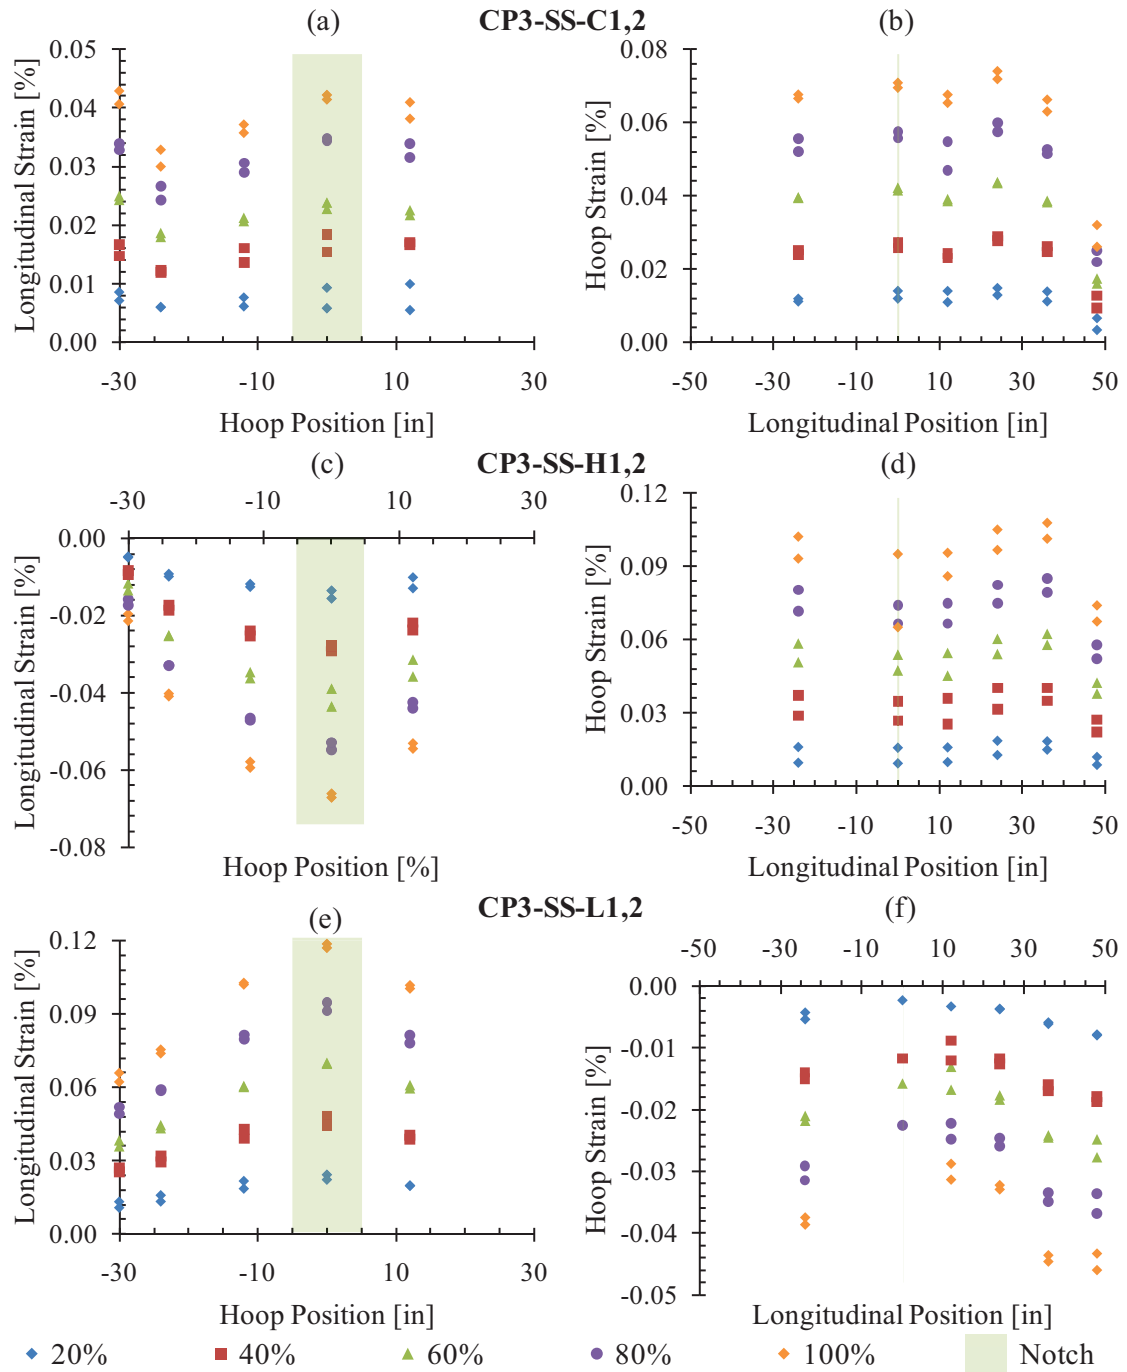 (a) CP3-SS-C1,2 (b)
Longitudinal Strain [%]
0.05
0.04
0.03
0.02
0.01
0.00
-30 -10 10 30
Hoop Position [in]
Hoop Strain [%]
0.08
0.06
0.04
0.02
0.00
-50 -30 -10 10 30 50
Longitudinal Position [in]
(c) CP3-SS-H1,2 (d)
-30 -10 10 30
Longitudinal Strain [%]
0.00
-0.02
-0.04
-0.06
-0.08
Hoop Position [%]
Hoop Strain [%]
0.12
0.09
0.06
0.03
0.00
-50 -30 -10 10 30 50
Longitudinal Position [in]
(e) CP3-SS-L1,2 (f)
Longitudinal Strain [%]
0.12
0.09
0.06
0.03
0.00
-30 -10 10 30
Hoop Position [in]
-50 -30 -10 10 30 50
Hoop Strain [%]
0.00
-0.01
-0.02
-0.03
-0.04
-0.05
Longitudinal Position [in]
20% 40% 60% 80% 100% Notch